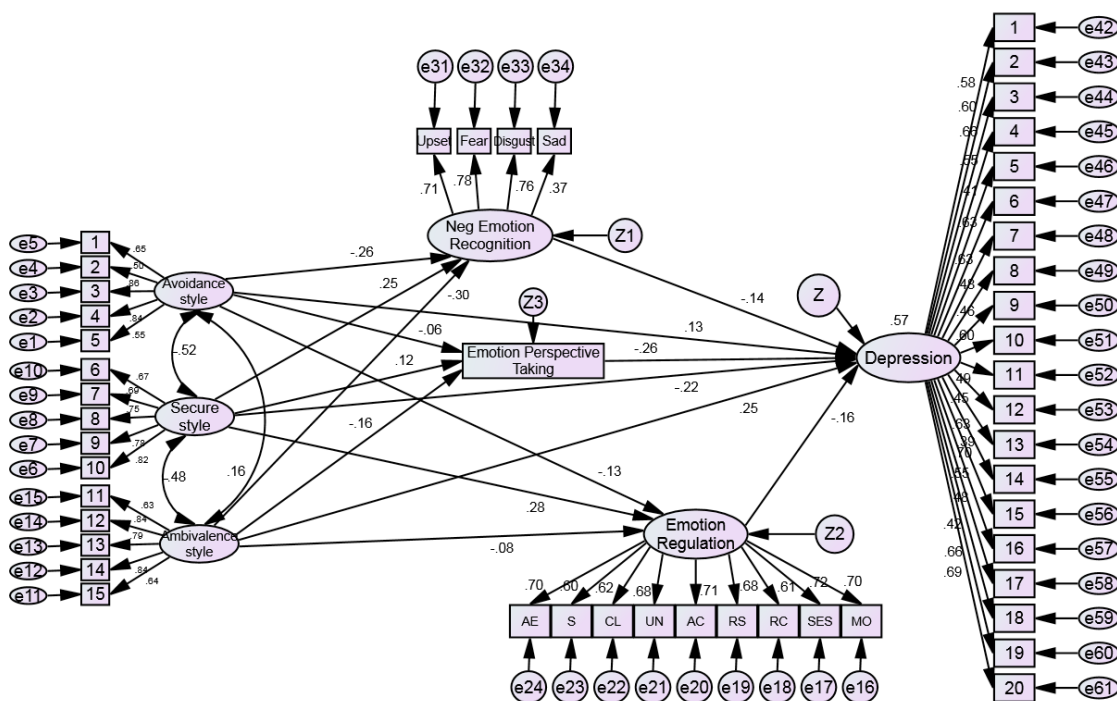 e31 e32 e33 e34
Upset Fear Disgust Sad
.71 .78 .76 .37
Neg Emotion
Recognition
Z1
e5 1 .65
e4 2 .50
e3 3 .86
e2 4 .84
e1 5 .55
Avoidance
style
e10 6 .67
e9 7 .69
e8 8 .75
e7 9 .78
e6 10 .82
Secure
style
e15 11 .63
e14 12 .84
e13 13 .79
e12 14 .84
e11 15 .64
Ambivalence
style
-.52
-.48
.16
-.26
.25
-.30
Z3
-.06
.12
-.16
Emotion Perspective
Taking
-.14
.13
-.26
-.22
.25
-.16
-.13
.28
-.08
Z
.57
Depression
Emotion
Regulation
Z2
.70 .60 .62 .68 .71 .68 .61 .72 .70
AE S CL UN AC RS RC SES MO
e24 e23 e22 e21 e20 e19 e18 e17 e16
.58
.60
.66
.55
.41
.63
.63
.48
.46
.60
.49
.45
.63
.39
.70
.55
.48
.42
.66
.69
1 e42
2 e43
3 e44
4 e45
5 e46
6 e47
7 e48
8 e49
9 e50
10 e51
11 e52
12 e53
13 e54
14 e55
15 e56
16 e57
17 e58
18 e59
19 e60
20 e61